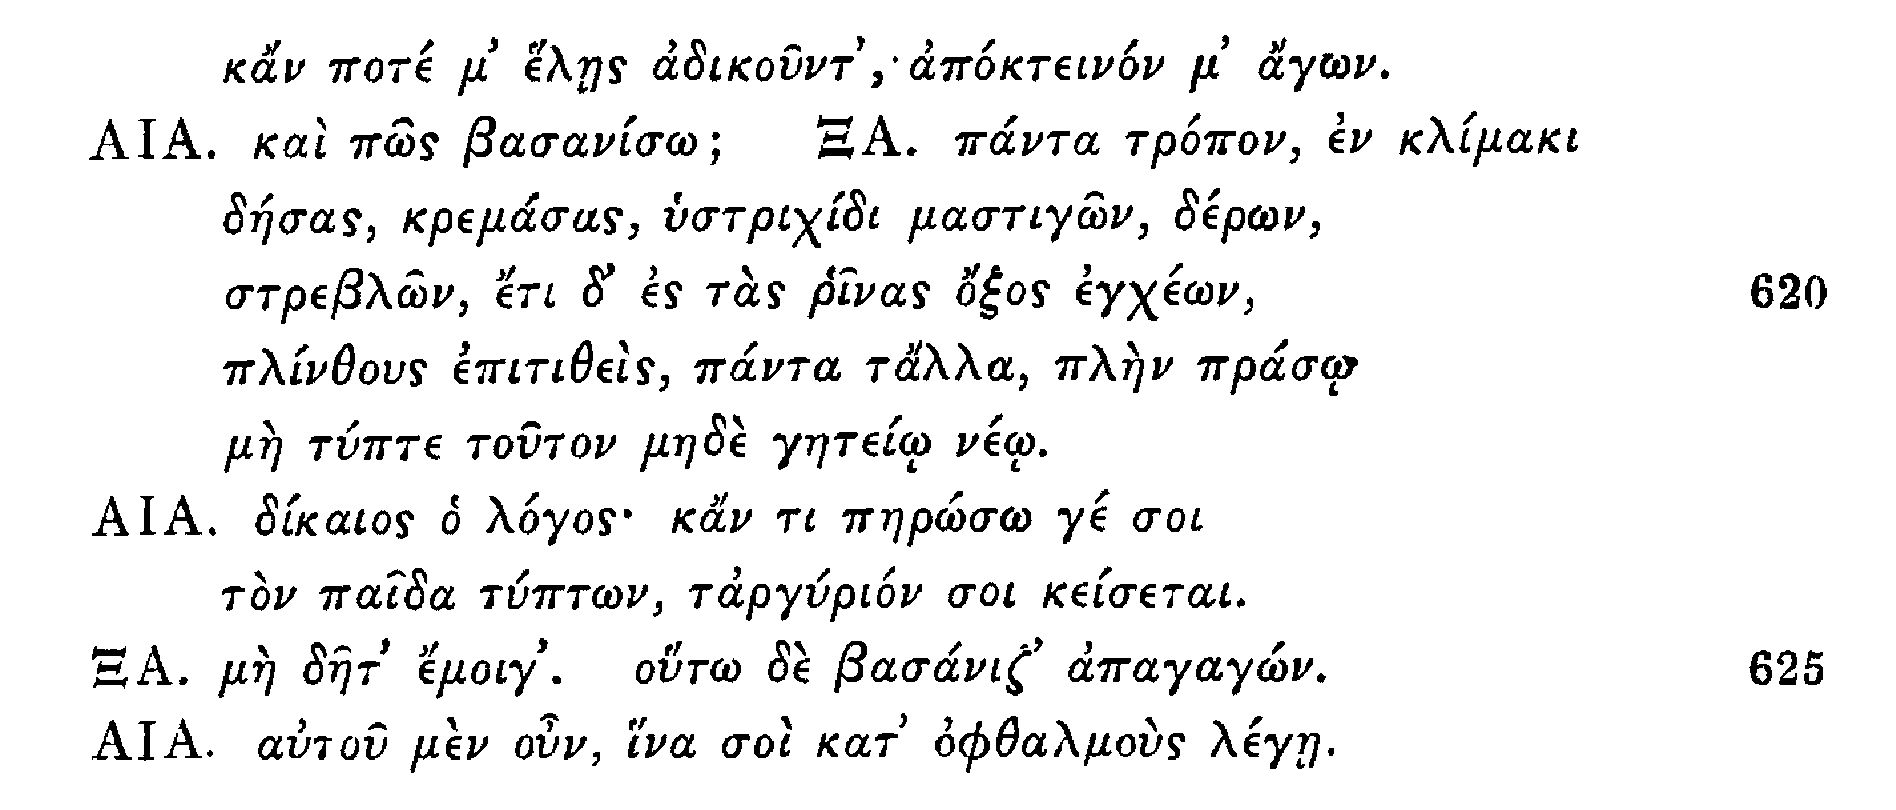 κἄν ποτέ μ’ ἕλῃς ἀδικοῦντ’, ἀπόκτεινόν μ’ ἄγων.
ΑΙΑ. καὶ πῶς βασανίσω; ΞΑ. πάντα τρόπον, ἐν κλίμακι
δήσας, κρεμάσας, ὑστριχίδι μαστιγῶν, δέρων,
στρεβλῶν, ἔτι δ’ ἐς τὰς ῥῖνας ὄξος ἐγχέων, 620
πλίνθους ἐπιτιθεὶς, πάντα τἄλλα, πλὴν πράσῳ
μὴ τύπτε τοῦτον μηδὲ γητείῳ νέῳ.
ΑΙΑ. δίκαιος ὁ λόγος· κἄν τι πηρώσω γέ σοι
τὸν παῖδα τύπτων, τἀργύριόν σοι κείσεται.
ΞΑ. μὴ δῆτ’ ἔμοιγ’. οὕτω δὲ βασάνιζ’ ἀπαγαγών. 625
ΑΙΑ. αὐτοῦ μὲν οὖν, ἵνα σοὶ κατ’ ὀφθαλμοὺς λέγῃ.